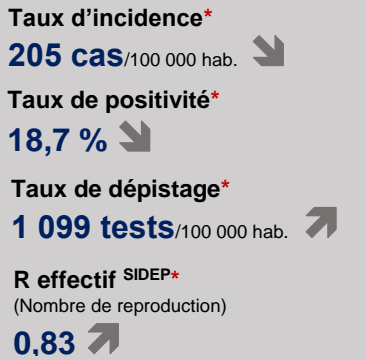 Taux d’incidence*
205 cas/100 000 hab.
Taux de positivité*
18,7 %
Taux de dépistage*
1 099 tests/100 000 hab.
R effectif SIDEP*
(Nombre de reproduction)
0,83